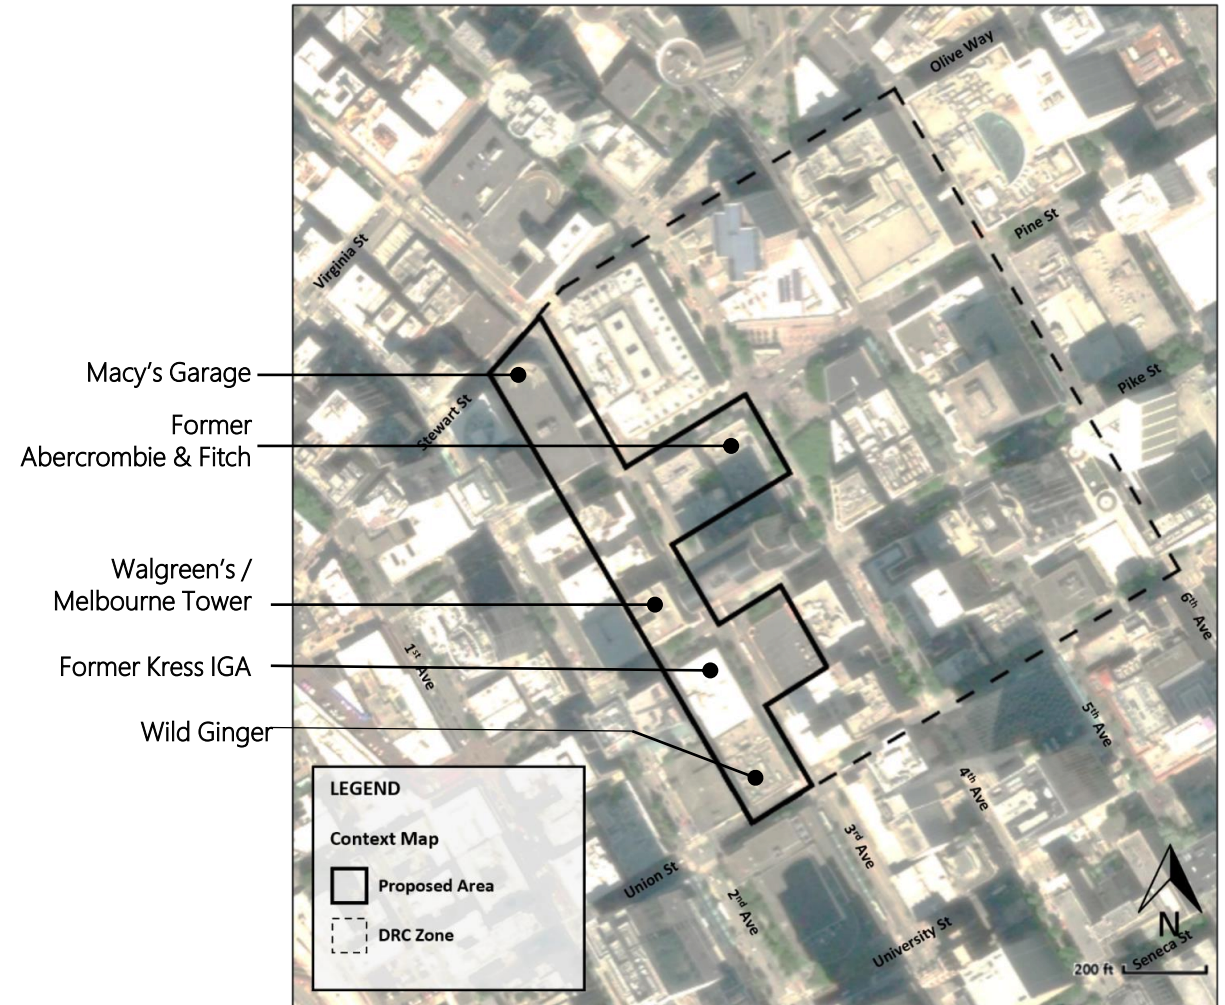 Olive Way
Pine St
Virginia St
Pike St
Macy's Garage
Stewart St
Former
Abercrombie & Fitch
Walgreen's /
Melbourne Tower
6th Ave
1st Ave
Former Kress IGA
Wild Ginger
5th Ave
4th Ave
3rd Ave
2nd Ave
Union St
University St
Seneca St
LEGEND
Context Map
Proposed Area
DRC Zone
N
200 ft